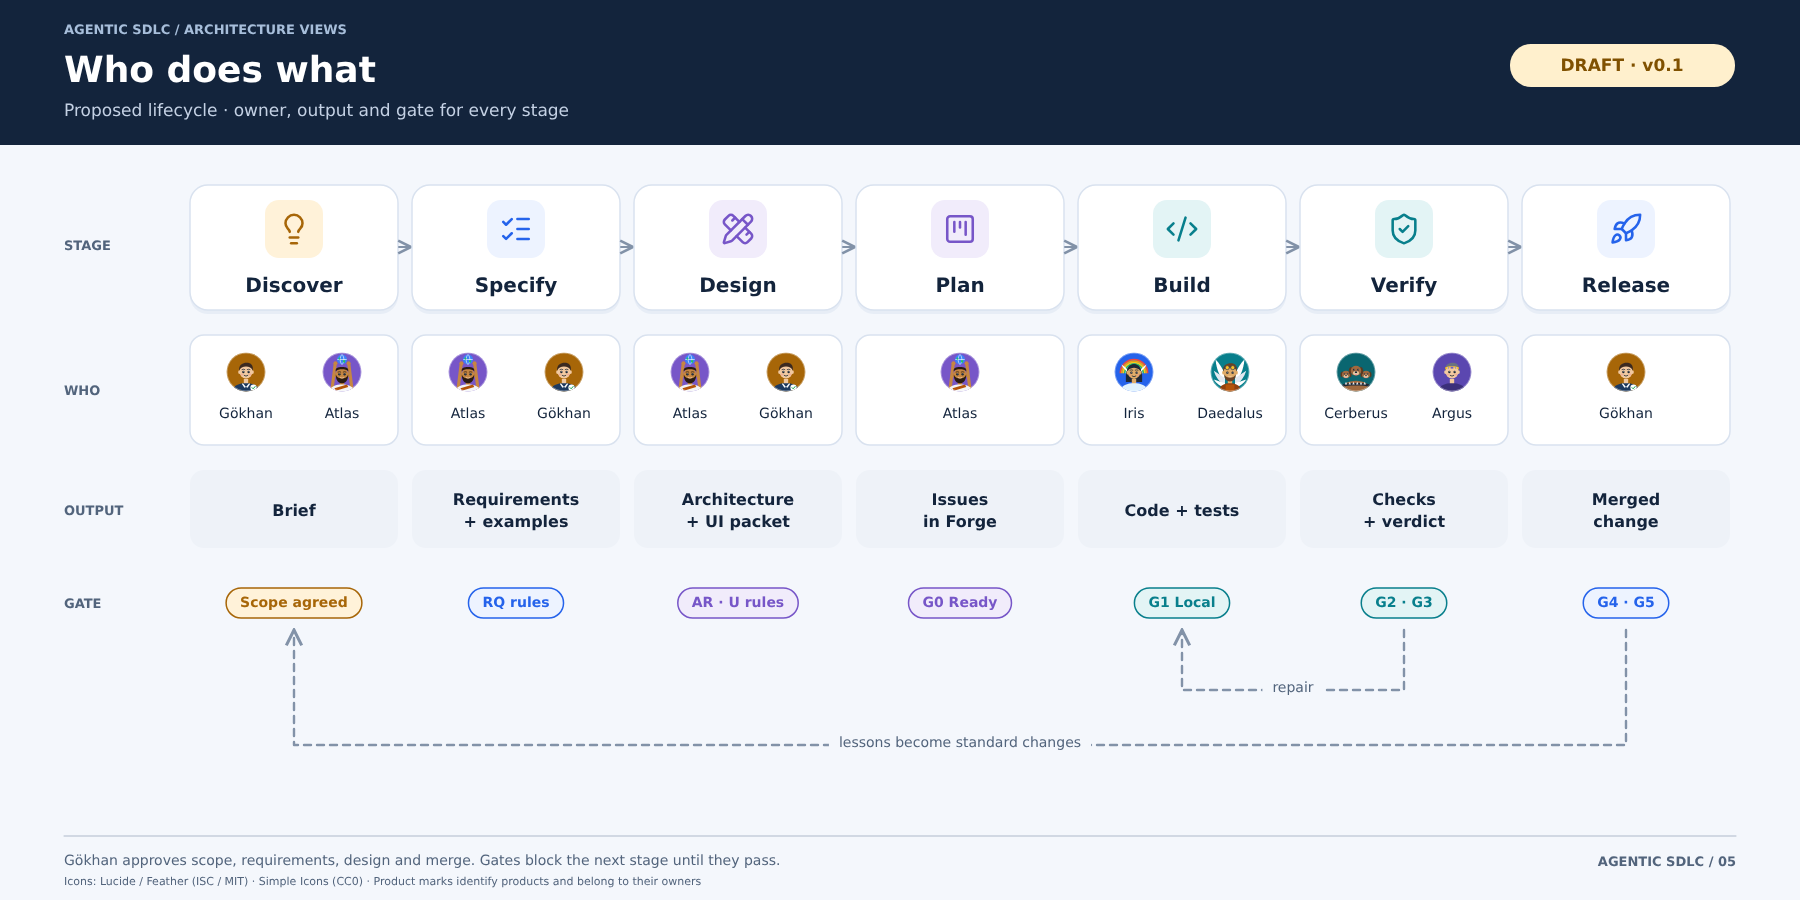 AGENTIC SDLC / ARCHITECTURE VIEWS
Who does what
Proposed lifecycle · owner, output and gate for every stage
DRAFT · v0.1
STAGE
Discover
Specify
Design
Plan
Build
Verify
Release
WHO
Gökhan
Atlas
Atlas
Gökhan
Atlas
Gökhan
Atlas
Iris
Daedalus
Cerberus
Argus
Gökhan
OUTPUT
Brief
Requirements
+ examples
Architecture
+ UI packet
Issues
in Forge
Code + tests
Checks
+ verdict
Merged
change
GATE
Scope agreed
RQ rules
AR · U rules
G0 Ready
G1 Local
G2 · G3
G4 · G5
repair
lessons become standard changes
Gökhan approves scope, requirements, design and merge. Gates block the next stage until they pass.
Icons: Lucide / Feather (ISC / MIT) · Simple Icons (CC0) · Product marks identify products and belong to their owners
AGENTIC SDLC / 05